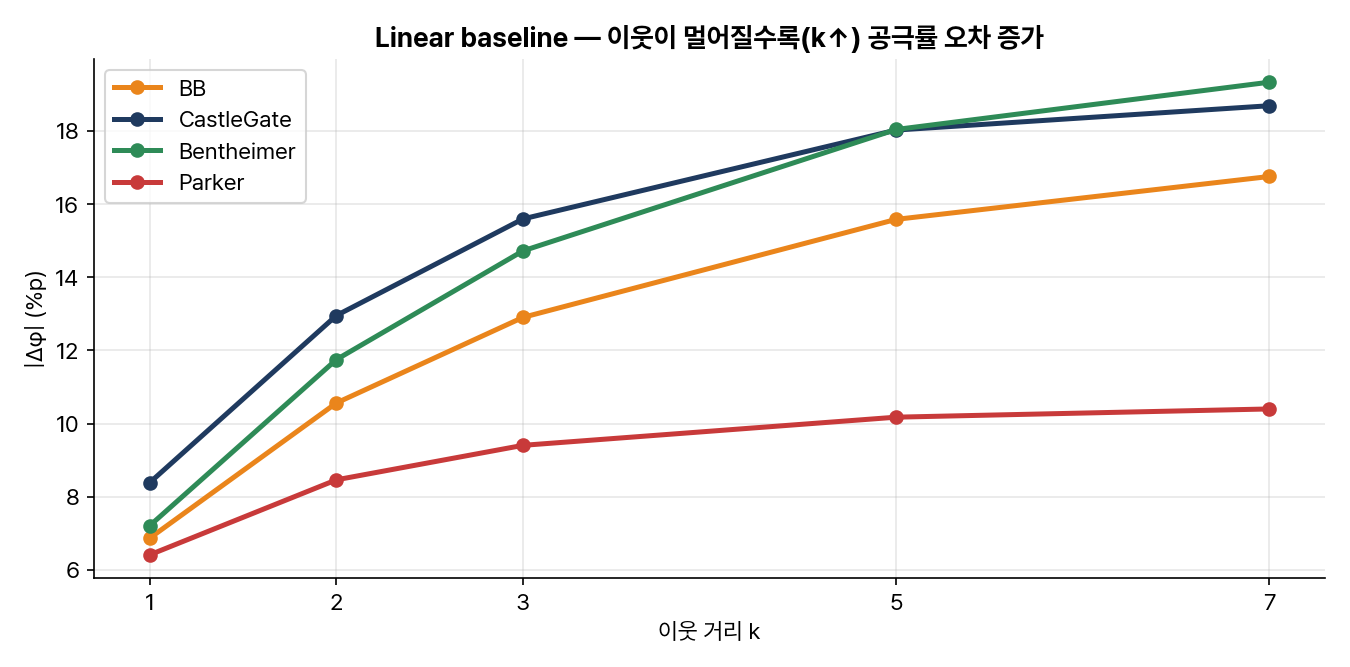 Linear baseline — 이웃이 멀어질수록(k↑) 공극률 오차 증가
BB
CastleGate
Bentheimer
Parker
|Δφ| (%p)
18
16
14
12
10
8
6
1 2 3 5 7
이웃 거리 k